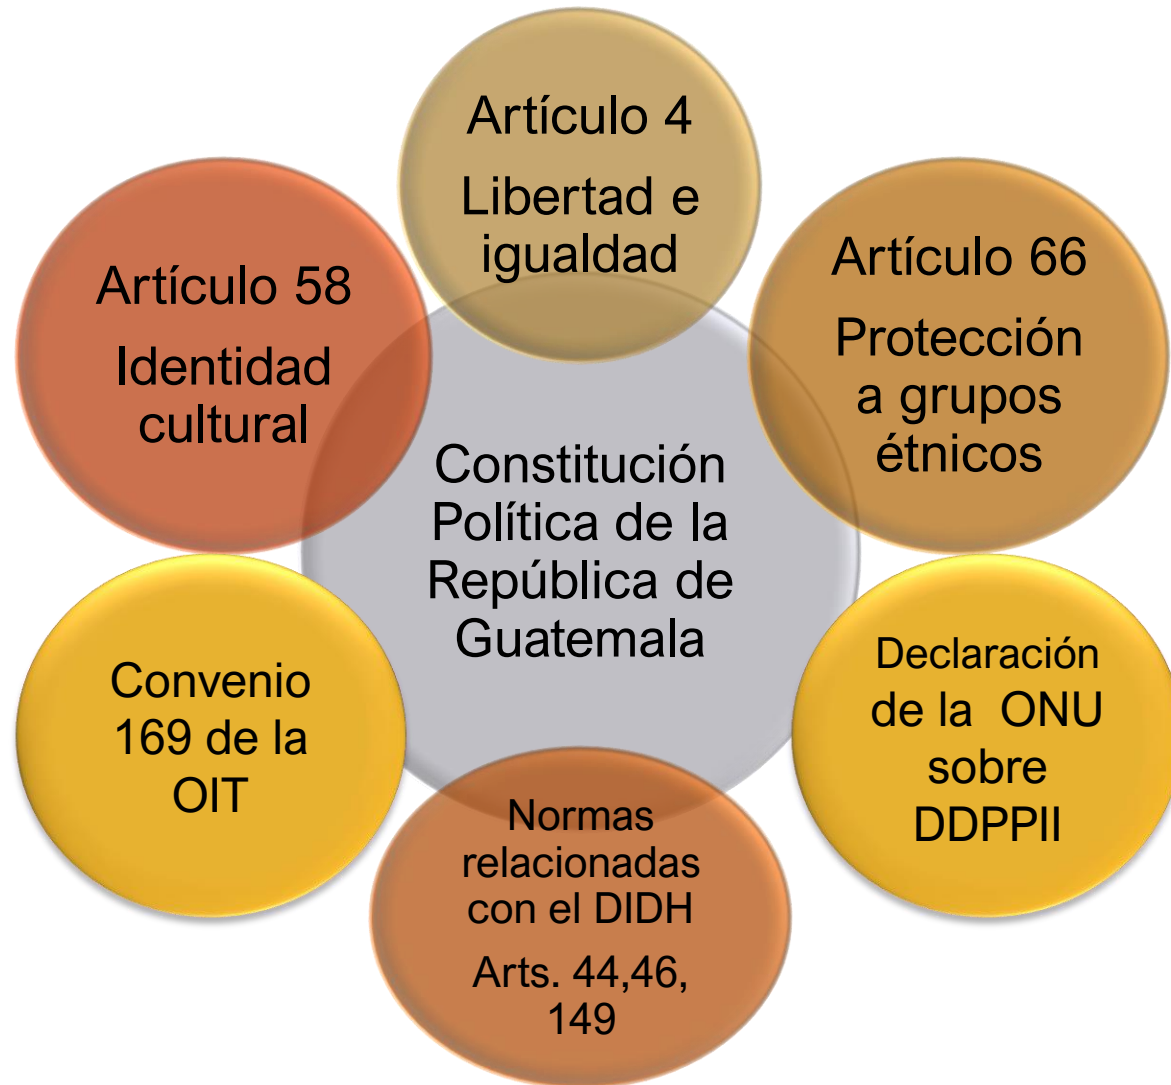 Artículo 4
Libertad e
igualdad
Artículo 66
Protección
a grupos
étnicos
Declaración
de la ONU
sobre
DDPPII
Normas
relacionadas
con el DIDH
Arts. 44,46,
149
Convenio
169 de la
OIT
Artículo 58
Identidad
cultural
Constitución
Política de la
República de
Guatemala